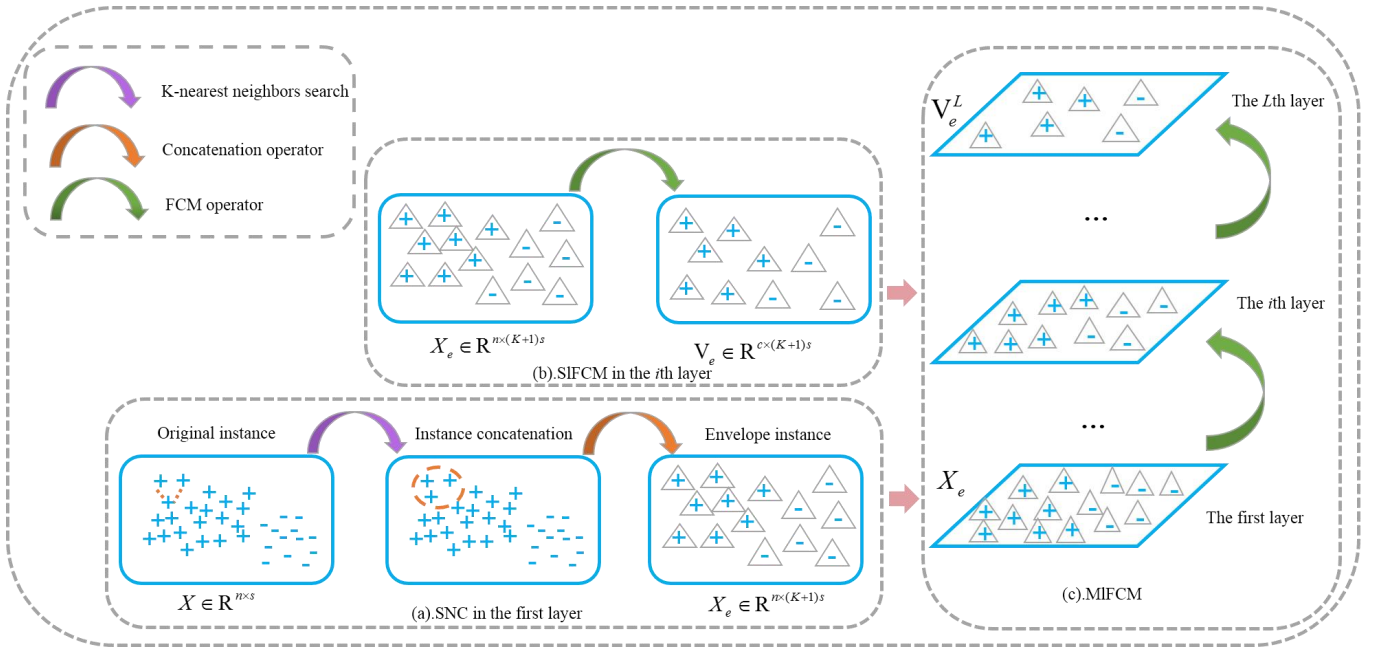 K-nearest neighbors search
Concatenation operator
FCM operator
X_e ∈ R^{n×(K+1)s}
V_e ∈ R^{c×(K+1)s}
(b).SlFCM in the ith layer
Original instance
Instance concatenation
Envelope instance
X ∈ R^{n×s}
(a).SNC in the first layer
X_e ∈ R^{n×(K+1)s}
V_e^L
The Lth layer
...
The ith layer
...
X_e
The first layer
(c).MlFCM